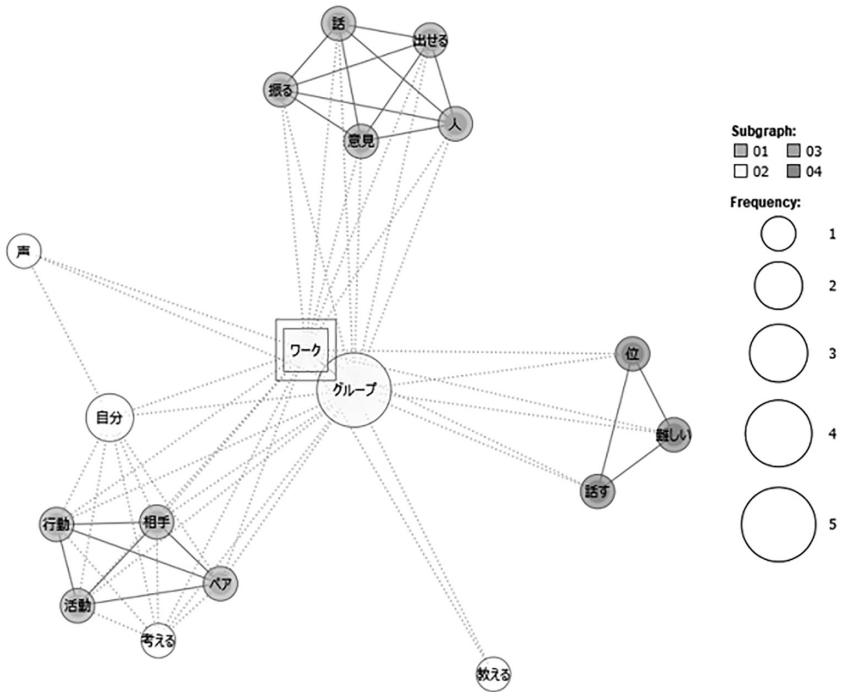 話
出せる
振る
人
意見
声
ワーク
グループ
位
難しい
話す
自分
行動
相手
ペア
活動
考える
教える
Subgraph:
01 03
02 04
Frequency:
1
2
3
4
5